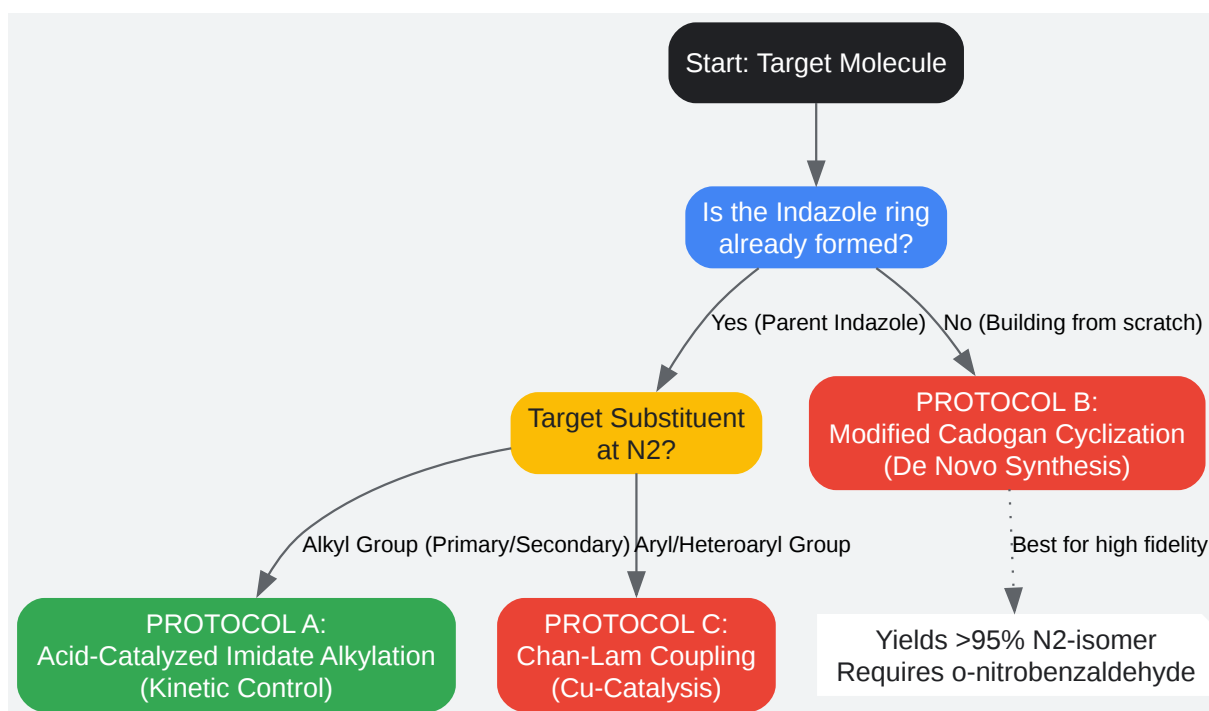 Start: Target Molecule
Is the Indazole ring
already formed?
Yes (Parent Indazole)
No (Building from scratch)
Target Substituent
at N2?
PROTOCOL B:
Modified Cadogan Cyclization
(De Novo Synthesis)
Alkyl Group (Primary/Secondary)
Aryl/Heteroaryl Group
Best for high fidelity
PROTOCOL A:
Acid-Catalyzed Imidate Alkylation
(Kinetic Control)
PROTOCOL C:
Chan-Lam Coupling
(Cu-Catalysis)
Yields >95% N2-isomer
Requires o-nitrobenzaldehyde